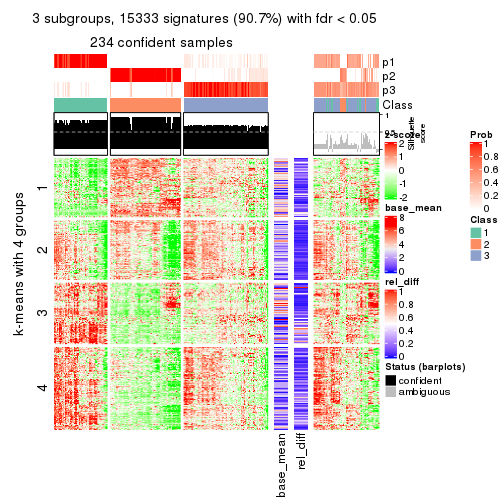 3 subgroups, 15333 signatures (90.7%) with fdr < 0.05
234 confident samples
p1
p2
p3
Class
1
0.5
Silhouette
score
k-means with 4 groups
1
2
3
4
base_mean
rel_diff
z-score
2
1
0
-1
-2
base_mean
8
6
4
2
0
rel_diff
1
0.8
0.6
0.4
0.2
0
Status (barplots)
confident
ambiguous
Prob
1
0.8
0.6
0.4
0.2
0
Class
1
2
3